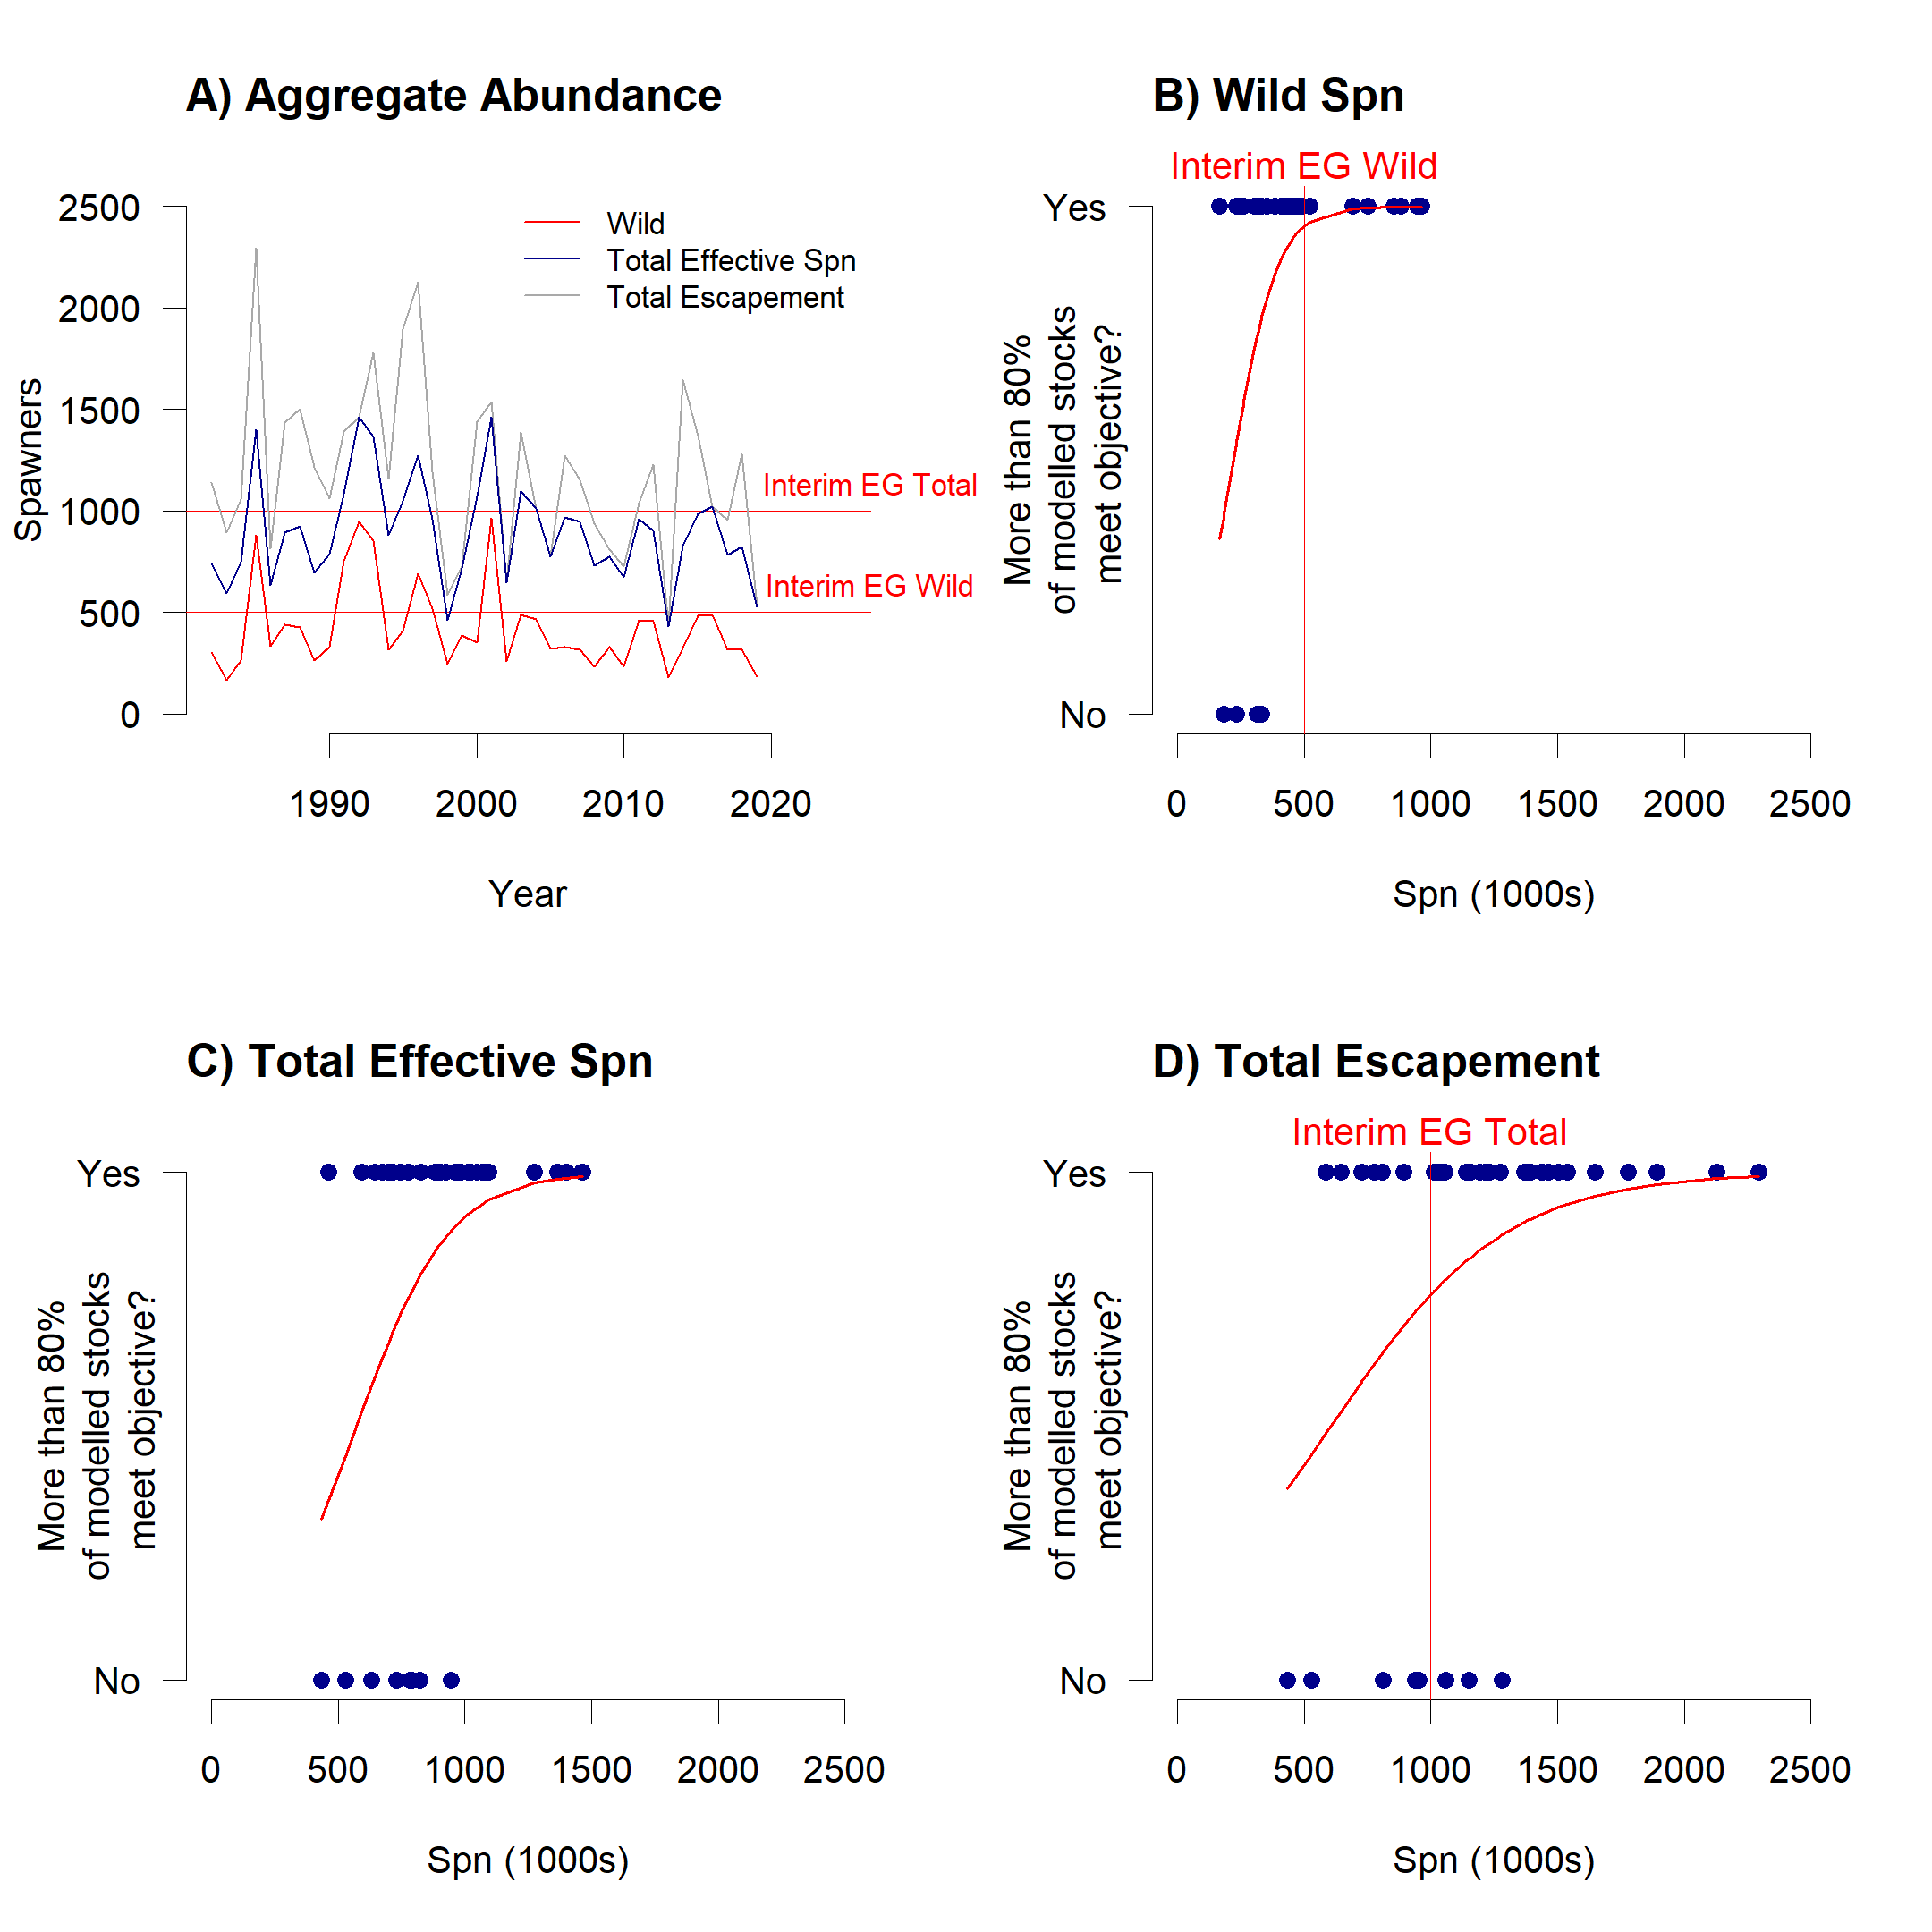 A) Aggregate Abundance
Spawners
2500
2000
1500
1000
500
0
Wild
Total Effective Spn
Total Escapement
Interim EG Total
Interim EG Wild
1990 2000 2010 2020
Year
B) Wild Spn
Interim EG Wild
More than 80%
of modelled stocks
meet objective?
Yes
No
0 500 1000 1500 2000 2500
Spn (1000s)
C) Total Effective Spn
More than 80%
of modelled stocks
meet objective?
Yes
No
0 500 1000 1500 2000 2500
Spn (1000s)
D) Total Escapement
Interim EG Total
More than 80%
of modelled stocks
meet objective?
Yes
No
0 500 1000 1500 2000 2500
Spn (1000s)